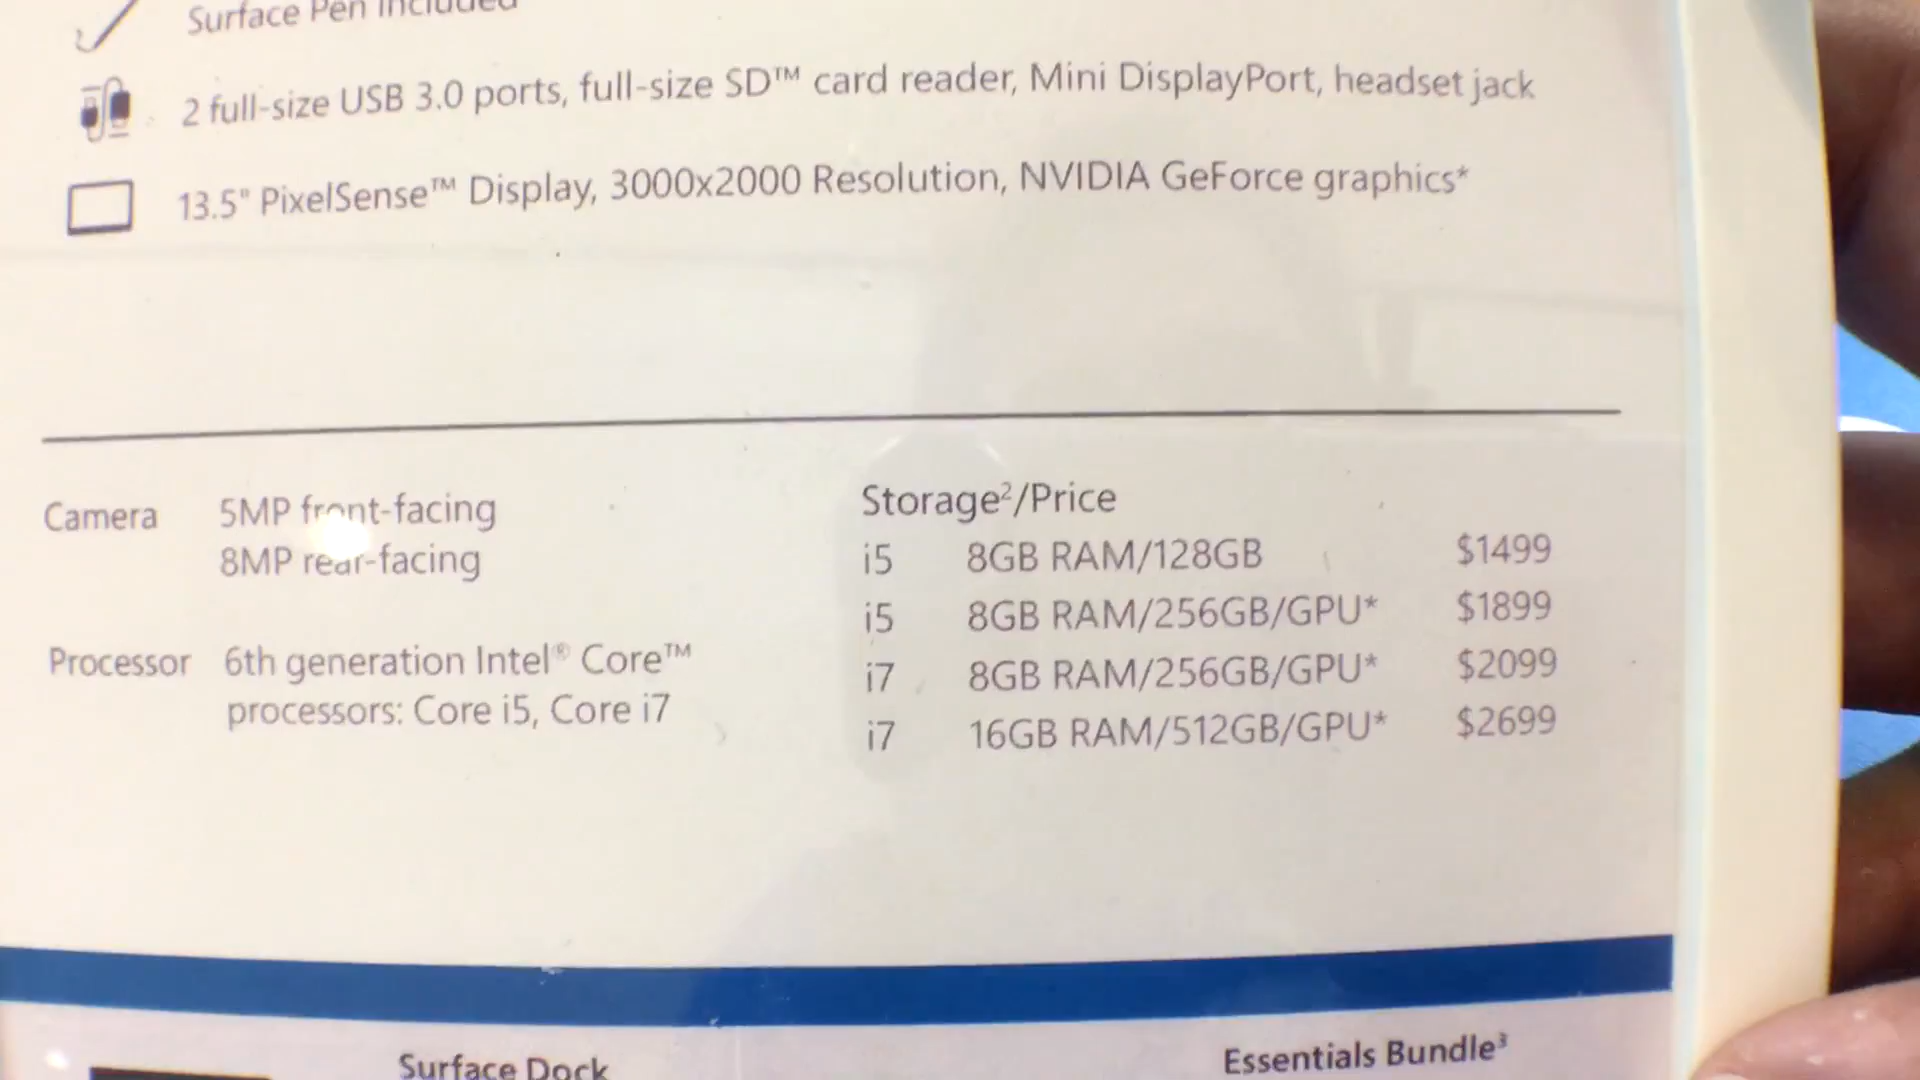 Surface Pen included
2 full-size USB 3.0 ports, full-size SD™ card reader, Mini DisplayPort, headset jack
13.5" PixelSense™ Display, 3000x2000 Resolution, NVIDIA GeForce graphics*
Camera 5MP front-facing
8MP rear-facing
Processor 6th generation Intel® Core™
processors: Core i5, Core i7
Storage²/Price
i5 8GB RAM/128GB $1499
i5 8GB RAM/256GB/GPU* $1899
i7 8GB RAM/256GB/GPU* $2099
i7 16GB RAM/512GB/GPU* $2699
Surface Dock
Essentials Bundle³